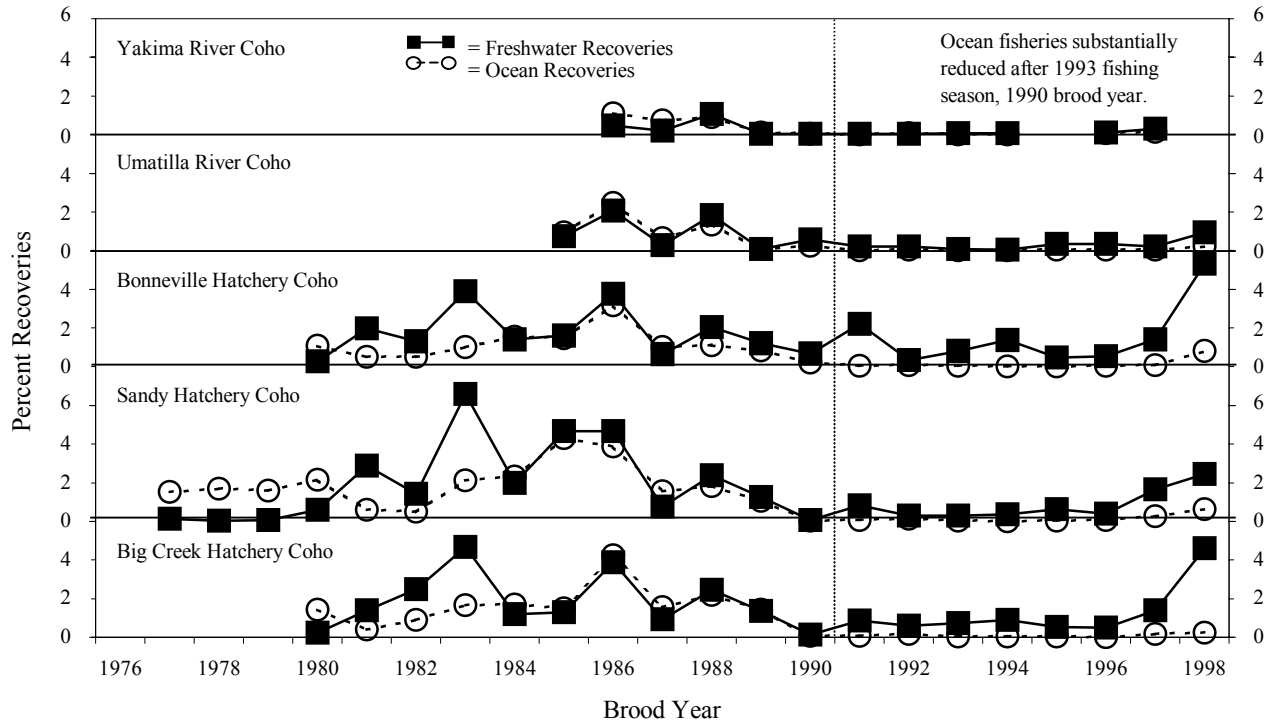 6
6
Yakima River Coho
= Freshwater Recoveries
= Ocean Recoveries
Ocean fisheries substantially
reduced after 1993 fishing
season, 1990 brood year.
4
4
2
2
0
0
Umatilla River Coho
4
4
2
2
0
0
Bonneville Hatchery Coho
4
4
2
2
0
0
Sandy Hatchery Coho
6
6
4
4
2
2
0
0
Big Creek Hatchery Coho
4
4
2
2
0
0
Percent Recoveries
1976 1978 1980 1982 1984 1986 1988 1990 1992 1994 1996 1998
Brood Year